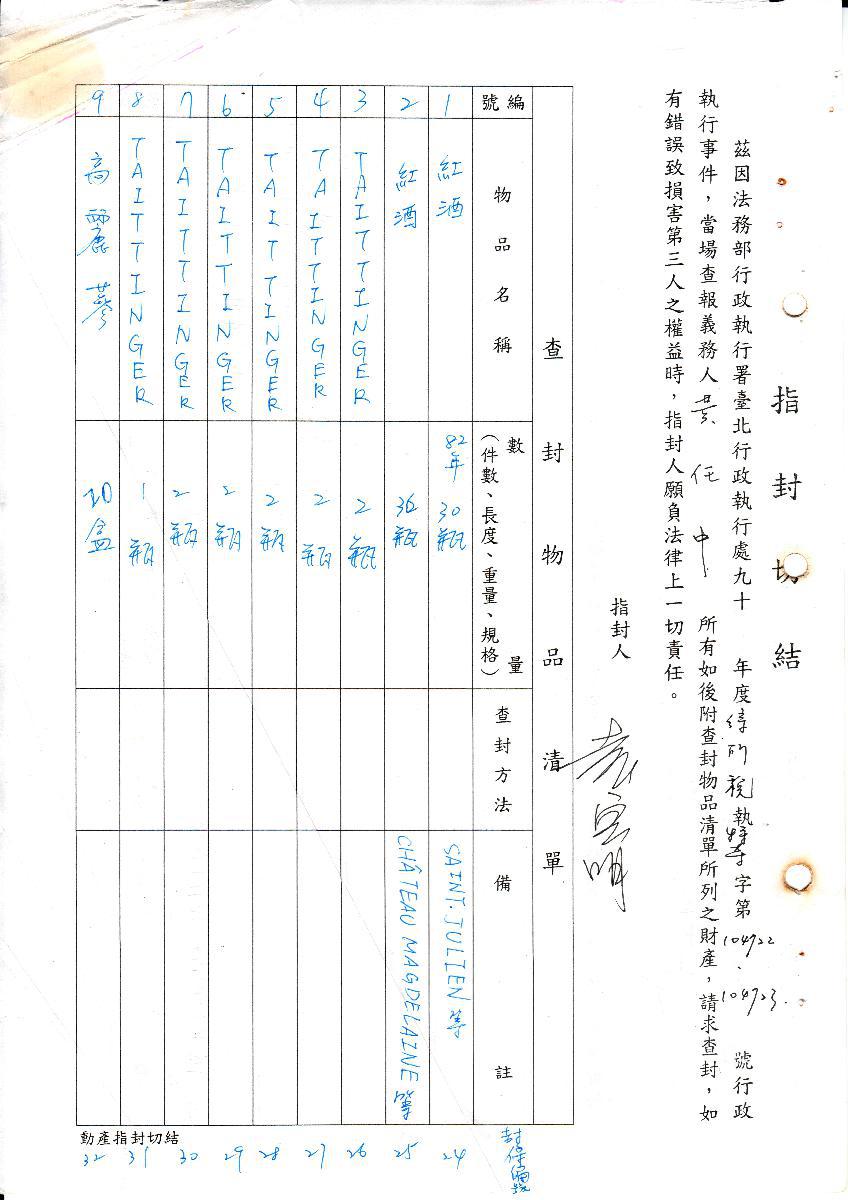 指封切結
茲因法務部行政執行署臺北行政執行處九十 年度綜所稅執特專字第104722、104723. 號行政
執行事件，當場查報義務人黃任中 所有如後附查封物品清單所列之財產，請求查封，如
有錯誤致損害第三人之權益時，指封人願負法律上一切責任。
指封人
查封物品清單
編號 物品名稱 數量（件數、長度、重量、規格） 查封方法 備註 封條編號
1 紅酒 82年 30瓶 SAINT-JULIEN等 24
2 紅酒 36瓶 CHÂTEAU MAGDELAINE等 25
3 TAITTINGER 2瓶 26
4 TAITTINGER 2瓶 27
5 TAITTINGER 2瓶 28
6 TAITTINGER 2瓶 29
7 TAITTINGER 2瓶 30
8 TAITTINGER 1瓶 31
9 高麗蔘 20盒 32
動產指封切結